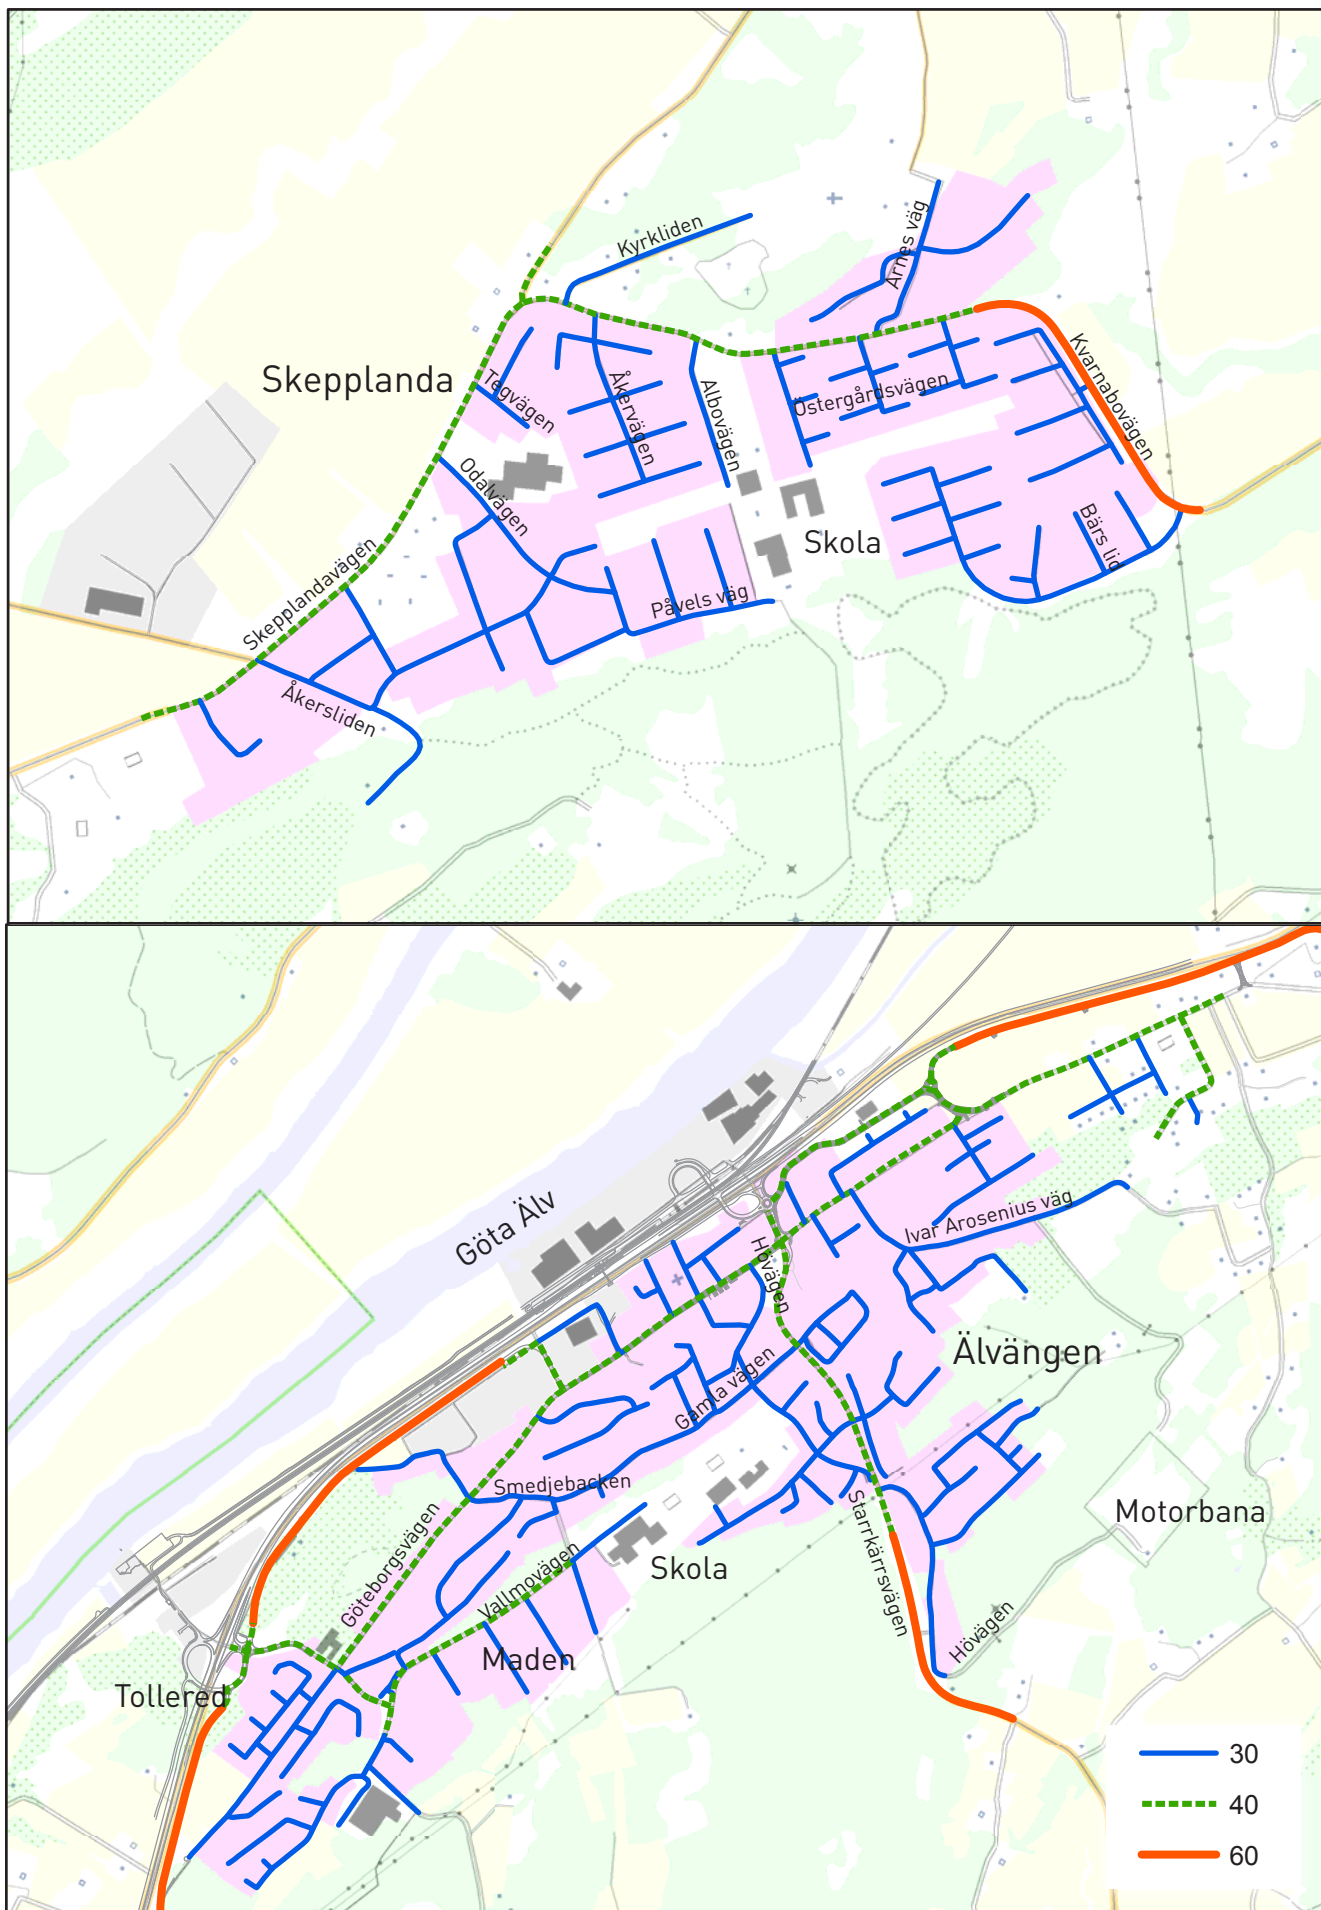 Kyrkliden
Arnes väg
Skepplanda
Tegvägen
Åkervägen
Albovägen
Östergårdsvägen
Kvarnabovägen
Odalvägen
Skola
Bärs lid
Skepplandavägen
Påvels väg
Åkersliden
Göta Älv
Hövägen
Ivar Arosenius väg
Älvängen
Gamla vägen
Smedjebacken
Göteborgsvägen
Starrkärrsvägen
Motorbana
Vallmovägen
Skola
Hövägen
Maden
Tollered
30
40
60